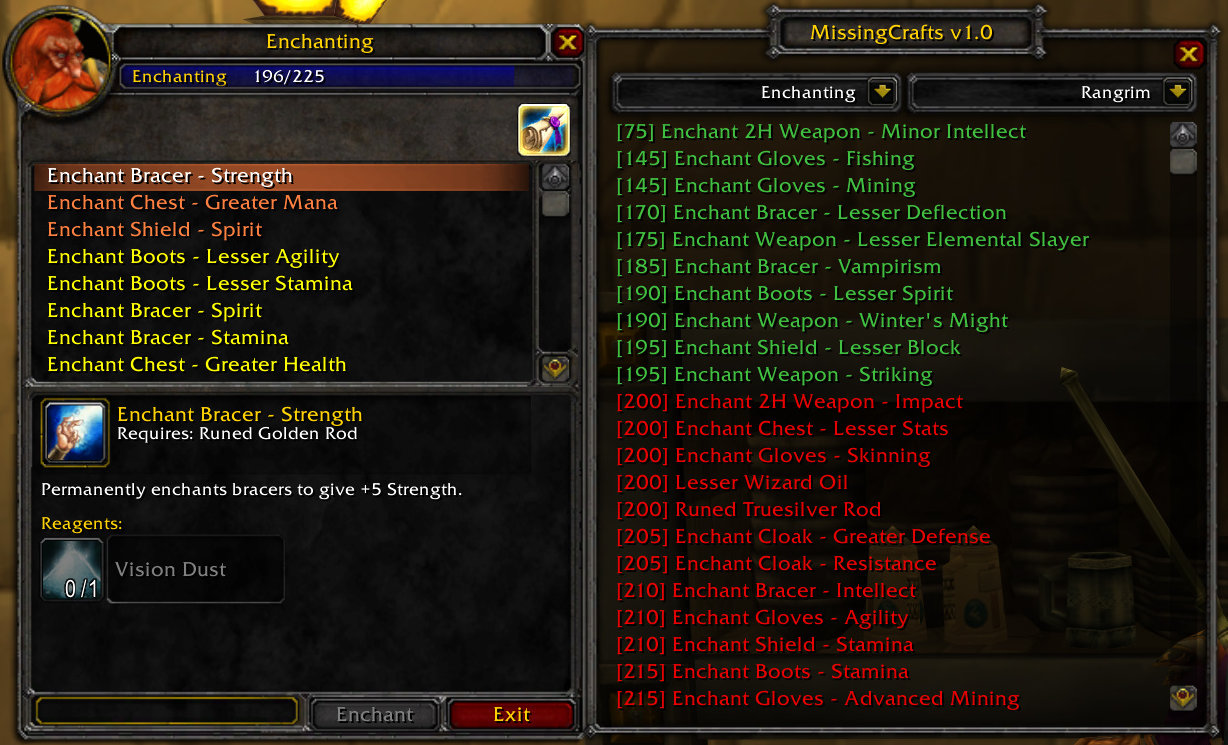 Enchanting
Enchanting 196/225
Enchant Bracer - Strength
Enchant Chest - Greater Mana
Enchant Shield - Spirit
Enchant Boots - Lesser Agility
Enchant Boots - Lesser Stamina
Enchant Bracer - Spirit
Enchant Bracer - Stamina
Enchant Chest - Greater Health
Enchant Bracer - Strength
Requires: Runed Golden Rod
Permanently enchants bracers to give +5 Strength.
Reagents:
0/1 Vision Dust
Enchant
Exit
MissingCrafts v1.0
Enchanting
Rangrim
[75] Enchant 2H Weapon - Minor Intellect
[145] Enchant Gloves - Fishing
[145] Enchant Gloves - Mining
[170] Enchant Bracer - Lesser Deflection
[175] Enchant Weapon - Lesser Elemental Slayer
[185] Enchant Bracer - Vampirism
[190] Enchant Boots - Lesser Spirit
[190] Enchant Weapon - Winter's Might
[195] Enchant Shield - Lesser Block
[195] Enchant Weapon - Striking
[200] Enchant 2H Weapon - Impact
[200] Enchant Chest - Lesser Stats
[200] Enchant Gloves - Skinning
[200] Lesser Wizard Oil
[200] Runed Truesilver Rod
[205] Enchant Cloak - Greater Defense
[205] Enchant Cloak - Resistance
[210] Enchant Bracer - Intellect
[210] Enchant Gloves - Agility
[210] Enchant Shield - Stamina
[215] Enchant Boots - Stamina
[215] Enchant Gloves - Advanced Mining